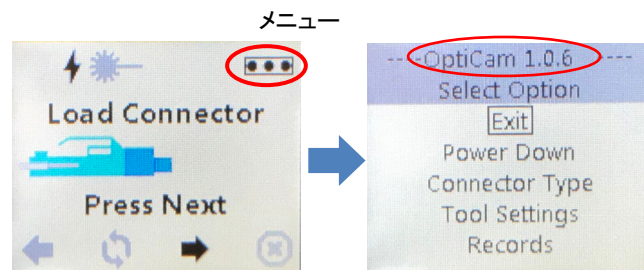 メニュー
Load Connector
Press Next
----OptiCam 1.0.6----
Select Option
Exit
Power Down
Connector Type
Tool Settings
Records